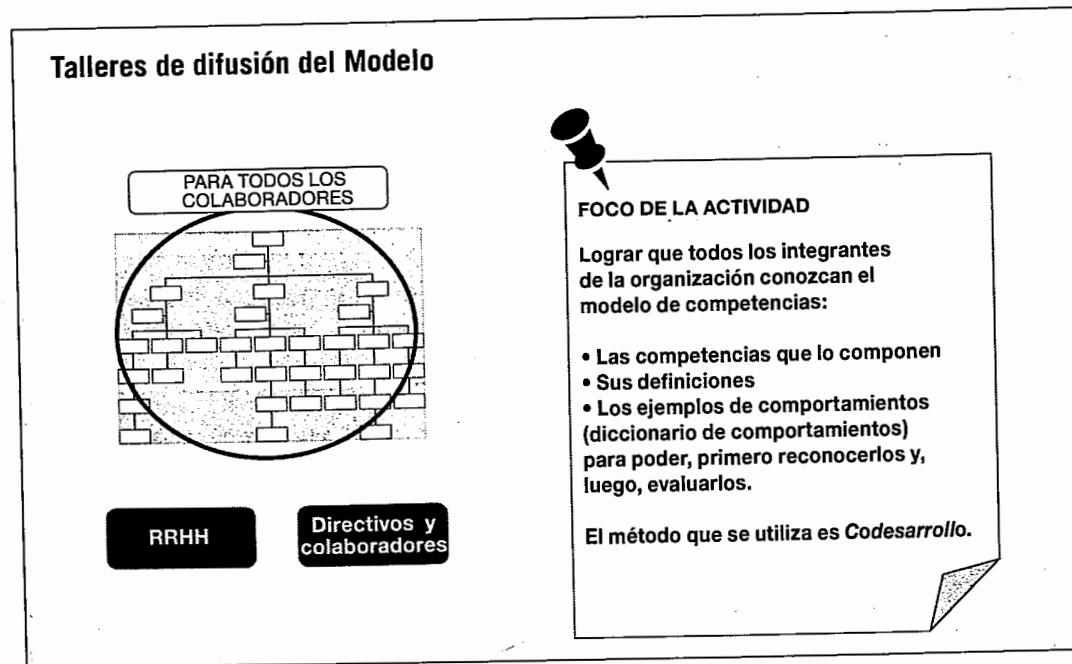 Talleres de difusión del Modelo
PARA TODOS LOS
COLABORADORES
RRHH
Directivos y
colaboradores
FOCO DE LA ACTIVIDAD
Lograr que todos los integrantes
de la organización conozcan el
modelo de competencias:
• Las competencias que lo componen
• Sus definiciones
• Los ejemplos de comportamientos
(diccionario de comportamientos)
para poder, primero reconocerlos y,
luego, evaluarlos.
El método que se utiliza es Codesarrollo.